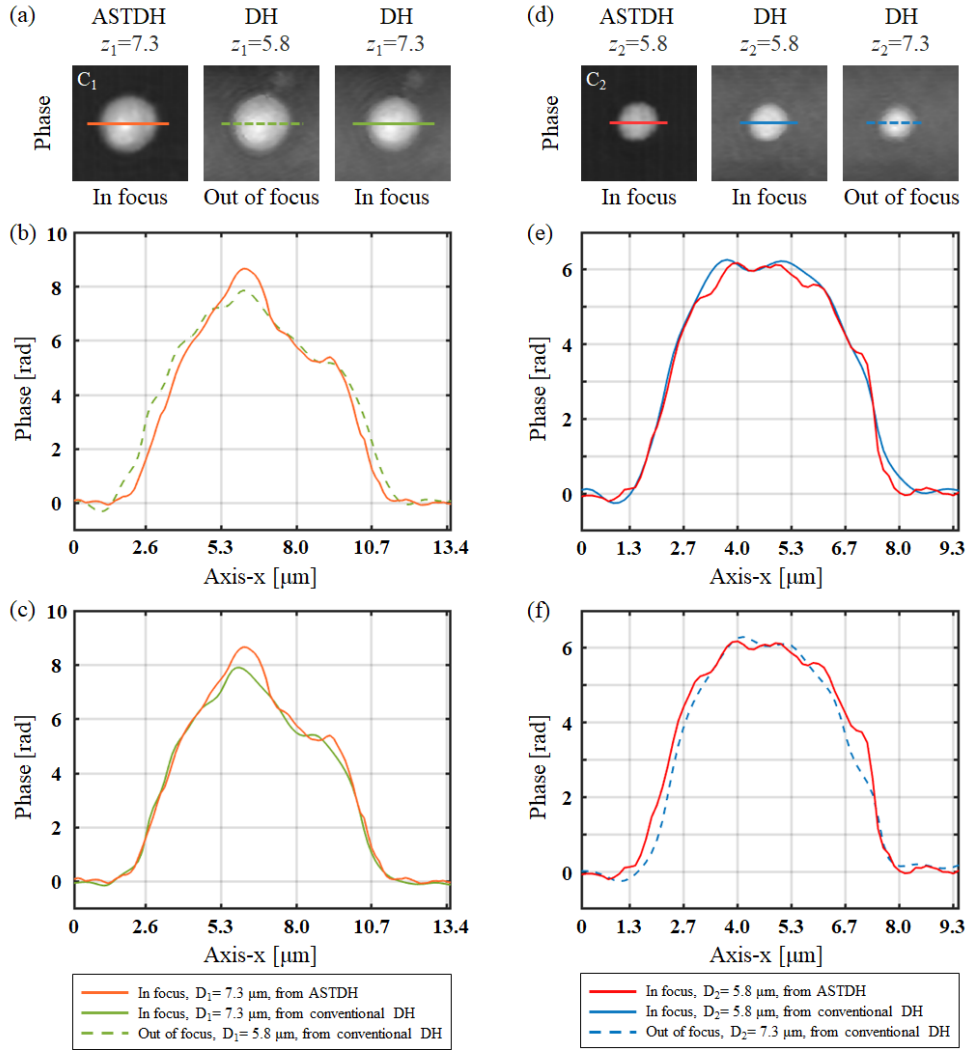 (a)
ASTDH DH DH
z1=7.3 z1=5.8 z1=7.3
C1
Phase
In focus Out of focus In focus
(d)
DH DH DH
z2=5.8 z2=5.8 z2=7.3
C2
Phase
In focus In focus Out of focus
(b)
10
8
6
4
2
0
Phase [rad]
0 2.6 5.3 8.0 10.7 13.4
Axis-x [μm]
(e)
6
4
2
0
Phase [rad]
0 1.3 2.7 4.0 5.3 6.7 8.0 9.3
Axis-x [μm]
(c)
10
8
6
4
2
0
Phase [rad]
0 2.6 5.3 8.0 10.7 13.4
Axis-x [μm]
(f)
6
4
2
0
Phase [rad]
0 1.3 2.7 4.0 5.3 6.7 8.0 9.3
Axis-x [μm]
In focus, D1= 7.3 μm, from ASTDH
In focus, D1= 7.3 μm, from conventional DH
Out of focus, D1= 5.8 μm, from conventional DH
In focus, D2= 5.8 μm, from ASTDH
In focus, D2= 5.8 μm, from conventional DH
Out of focus, D2= 7.3 μm, from conventional DH